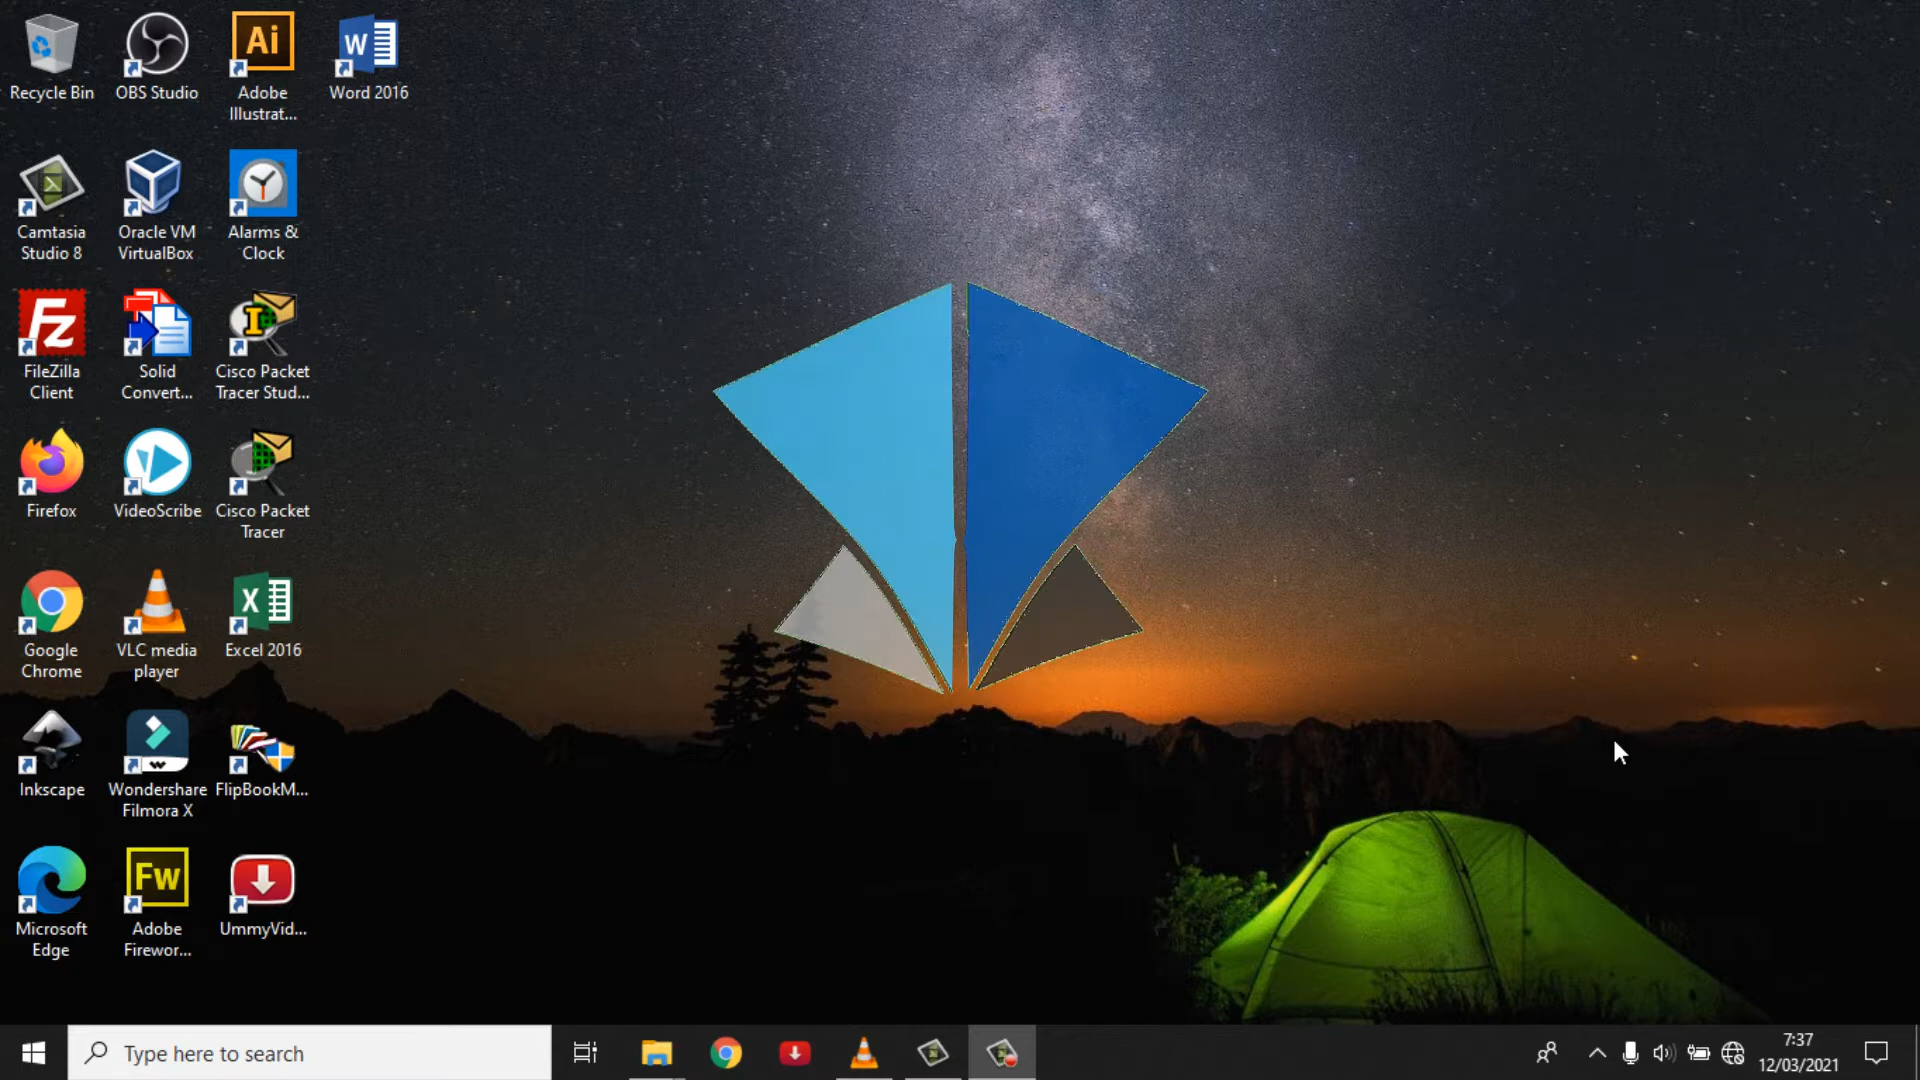 Recycle Bin
OBS Studio
Adobe
Illustrat...
Word 2016
Camtasia
Studio 8
Oracle VM
VirtualBox
Alarms &
Clock
FileZilla
Client
Solid
Convert...
Cisco Packet
Tracer Stud...
Firefox
VideoScribe
Cisco Packet
Tracer
Google
Chrome
VLC media
player
Excel 2016
Inkscape
Wondershare
Filmora X
FlipBookM...
Microsoft
Edge
Adobe
Firewor...
UmmyVid...
Ai
W
Fz
X
Fw
Type here to search
7:37
12/03/2021